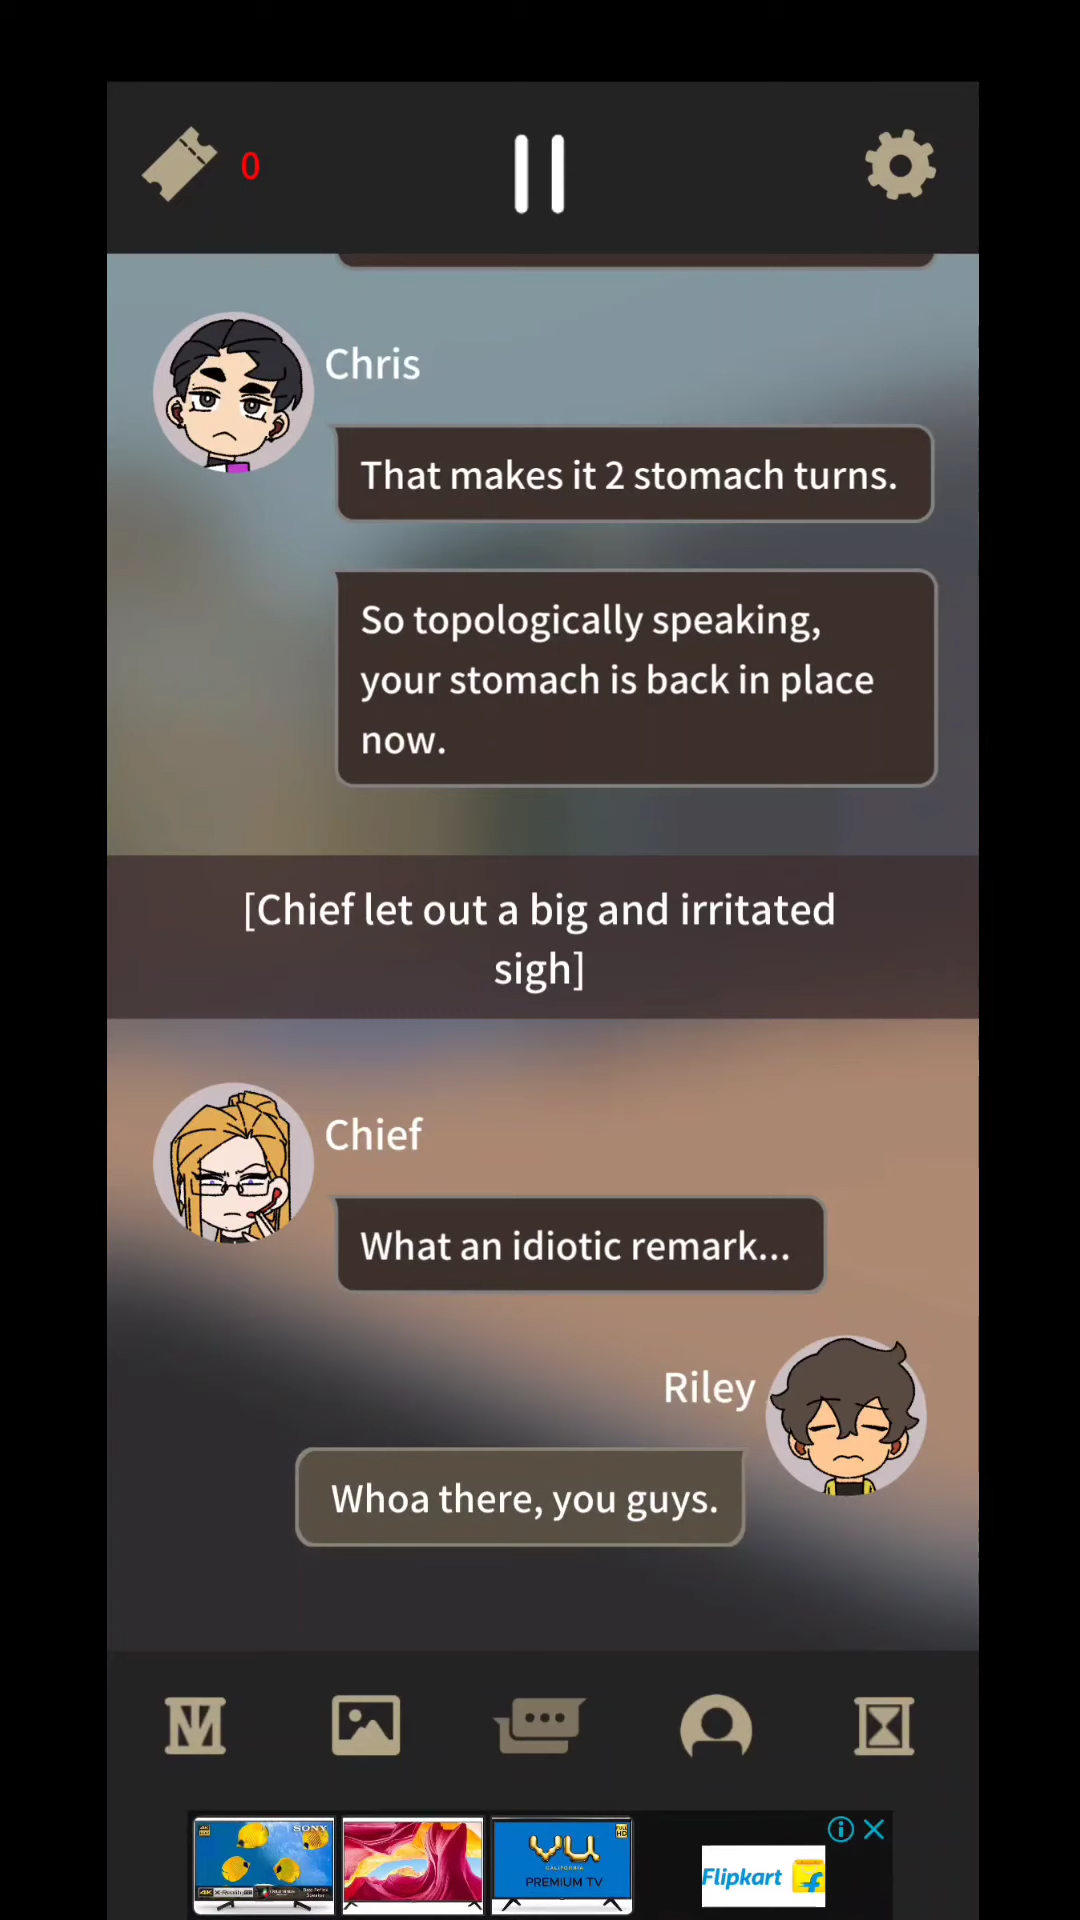 0
Chris
That makes it 2 stomach turns.
So topologically speaking,
your stomach is back in place
now.
[Chief let out a big and irritated
sigh]
Chief
What an idiotic remark...
Riley
Whoa there, you guys.
SONY
VU
PREMIUM TV
Flipkart